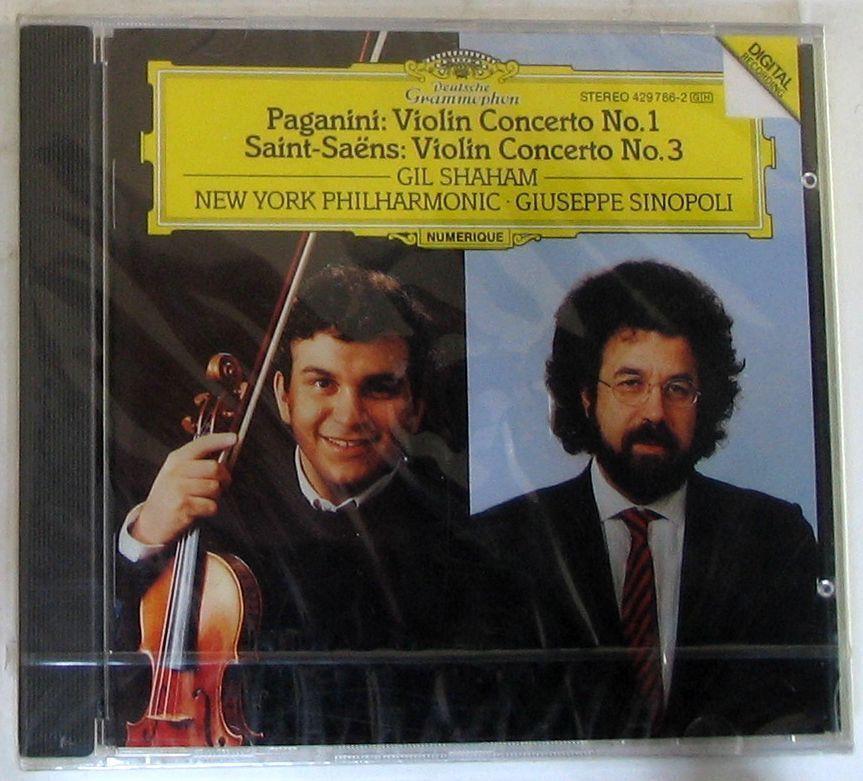 DIGITAL
RECORDING
Deutsche
Grammophon
STEREO 429 786-2 GH
Paganini: Violin Concerto No. 1
Saint-Saëns: Violin Concerto No. 3
GIL SHAHAM
NEW YORK PHILHARMONIC · GIUSEPPE SINOPOLI
NUMERIQUE